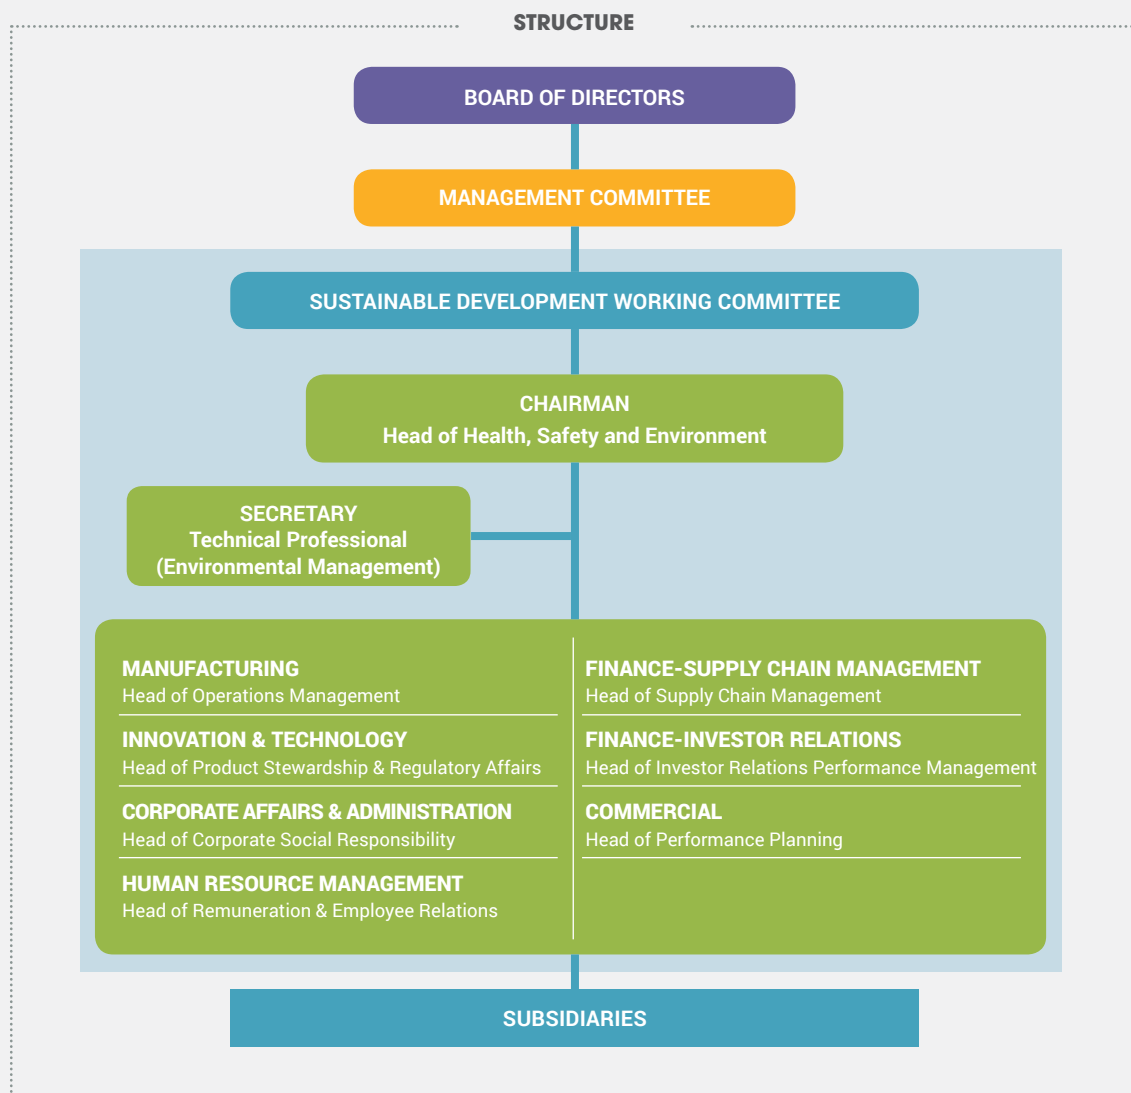 STRUCTURE
BOARD OF DIRECTORS
MANAGEMENT COMMITTEE
SUSTAINABLE DEVELOPMENT WORKING COMMITTEE
CHAIRMAN
Head of Health, Safety and Environment
SECRETARY
Technical Professional
(Environmental Management)
MANUFACTURING
Head of Operations Management
INNOVATION & TECHNOLOGY
Head of Product Stewardship & Regulatory Affairs
CORPORATE AFFAIRS & ADMINISTRATION
Head of Corporate Social Responsibility
HUMAN RESOURCE MANAGEMENT
Head of Remuneration & Employee Relations
FINANCE-SUPPLY CHAIN MANAGEMENT
Head of Supply Chain Management
FINANCE-INVESTOR RELATIONS
Head of Investor Relations Performance Management
COMMERCIAL
Head of Performance Planning
SUBSIDIARIES